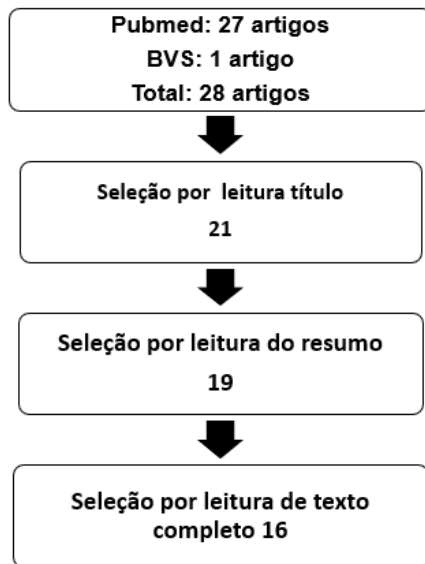 Pubmed: 27 artigos
BVS: 1 artigo
Total: 28 artigos
Seleção por leitura título
21
Seleção por leitura do resumo
19
Seleção por leitura de texto
completo 16